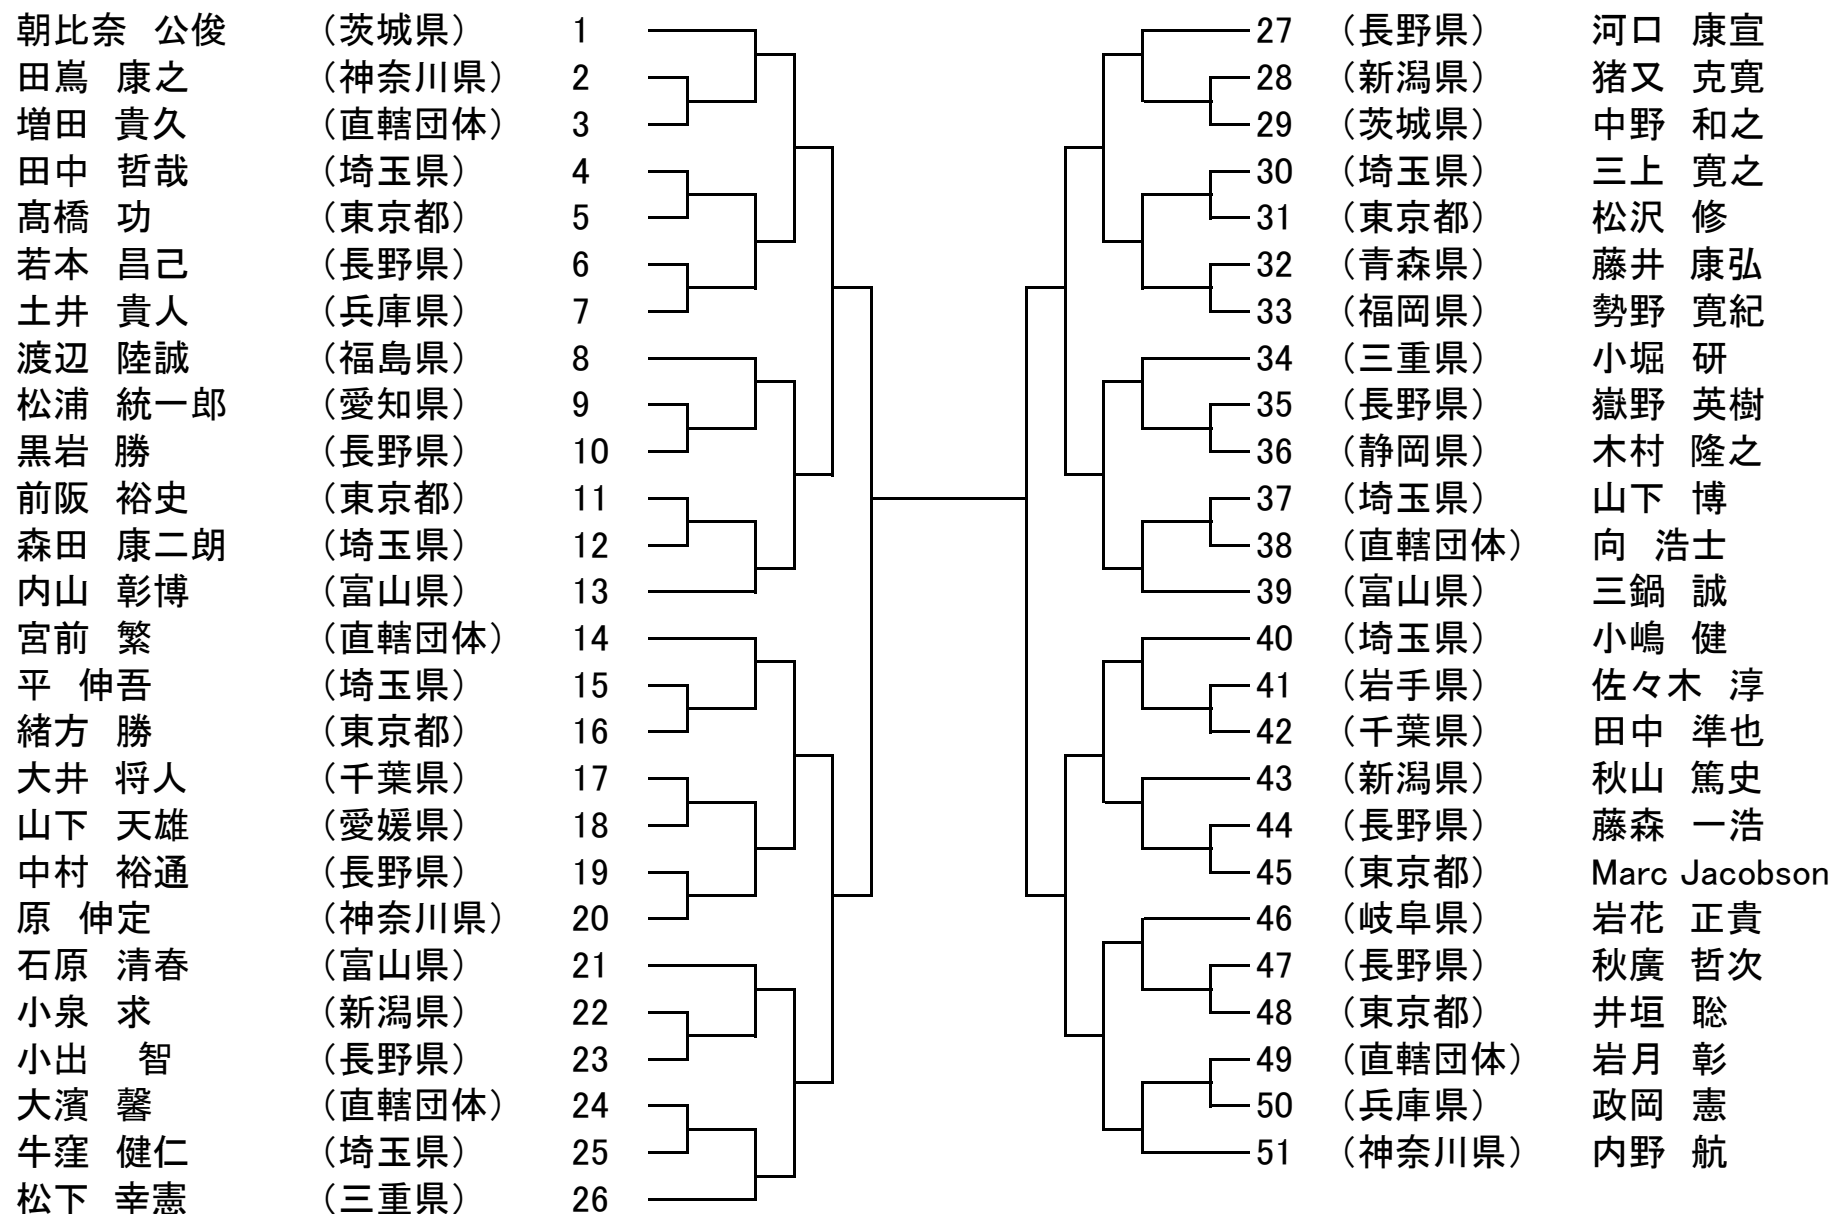 朝比奈 公俊 （茨城県） 1
田嶌 康之 （神奈川県） 2
増田 貴久 （直轄団体） 3
田中 哲哉 （埼玉県） 4
髙橋 功 （東京都） 5
若本 昌己 （長野県） 6
土井 貴人 （兵庫県） 7
渡辺 陸誠 （福島県） 8
松浦 統一郎 （愛知県） 9
黒岩 勝 （長野県） 10
前阪 裕史 （東京都） 11
森田 康二朗 （埼玉県） 12
内山 彰博 （富山県） 13
宮前 繁 （直轄団体） 14
平 伸吾 （埼玉県） 15
緒方 勝 （東京都） 16
大井 将人 （千葉県） 17
山下 天雄 （愛媛県） 18
中村 裕通 （長野県） 19
原 伸定 （神奈川県） 20
石原 清春 （富山県） 21
小泉 求 （新潟県） 22
小出 智 （長野県） 23
大濱 馨 （直轄団体） 24
牛窪 健仁 （埼玉県） 25
松下 幸憲 （三重県） 26
27 （長野県） 河口 康宣
28 （新潟県） 猪又 克寛
29 （茨城県） 中野 和之
30 （埼玉県） 三上 寛之
31 （東京都） 松沢 修
32 （青森県） 藤井 康弘
33 （福岡県） 勢野 寛紀
34 （三重県） 小堀 研
35 （長野県） 嶽野 英樹
36 （静岡県） 木村 隆之
37 （埼玉県） 山下 博
38 （直轄団体） 向 浩士
39 （富山県） 三鍋 誠
40 （埼玉県） 小嶋 健
41 （岩手県） 佐々木 淳
42 （千葉県） 田中 準也
43 （新潟県） 秋山 篤史
44 （長野県） 藤森 一浩
45 （東京都） Marc Jacobson
46 （岐阜県） 岩花 正貴
47 （長野県） 秋廣 哲次
48 （東京都） 井垣 聡
49 （直轄団体） 岩月 彰
50 （兵庫県） 政岡 憲
51 （神奈川県） 内野 航